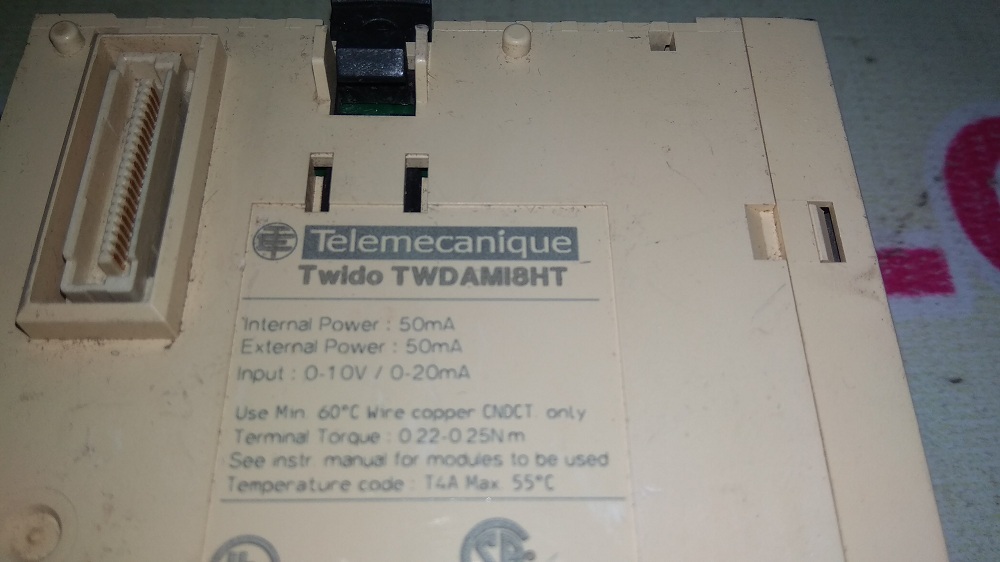 Telemecanique
Twido TWDAMI8HT
Internal Power : 50mA
External Power : 50mA
Input : 0-10V / 0-20mA
Use Min. 60°C Wire copper CNDCT. only
Terminal Torque : 0.22-0.25N m
See instr. manual for modules to be used
Temperature code : T4A Max. 55°C